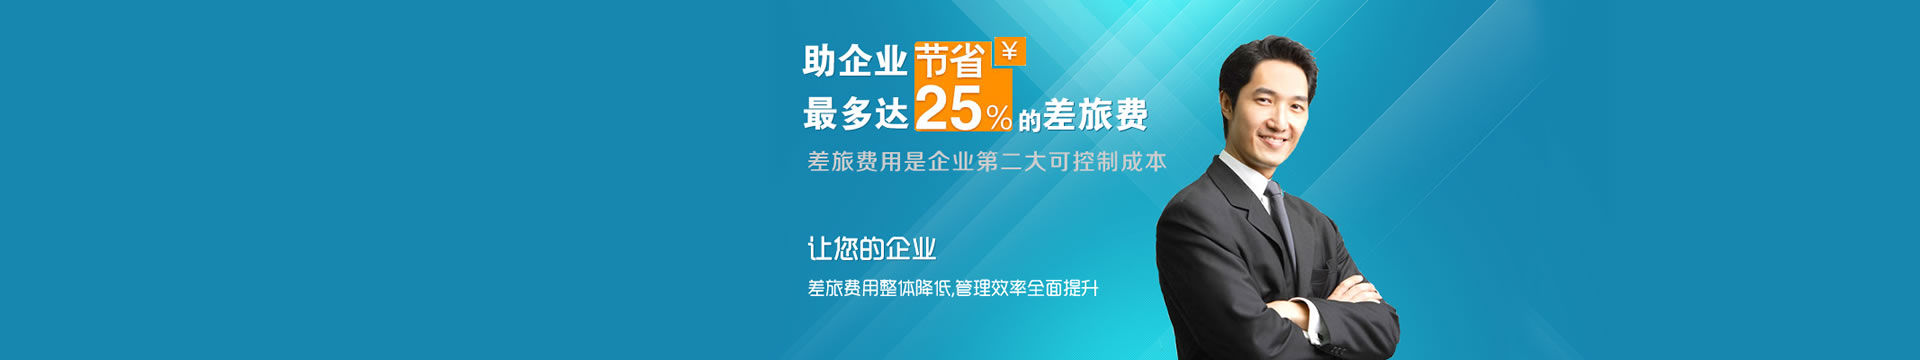 助企业节省¥
最多达25%的差旅费
差旅费用是企业第二大可控制成本
让您的企业
差旅费用整体降低,管理效率全面提升